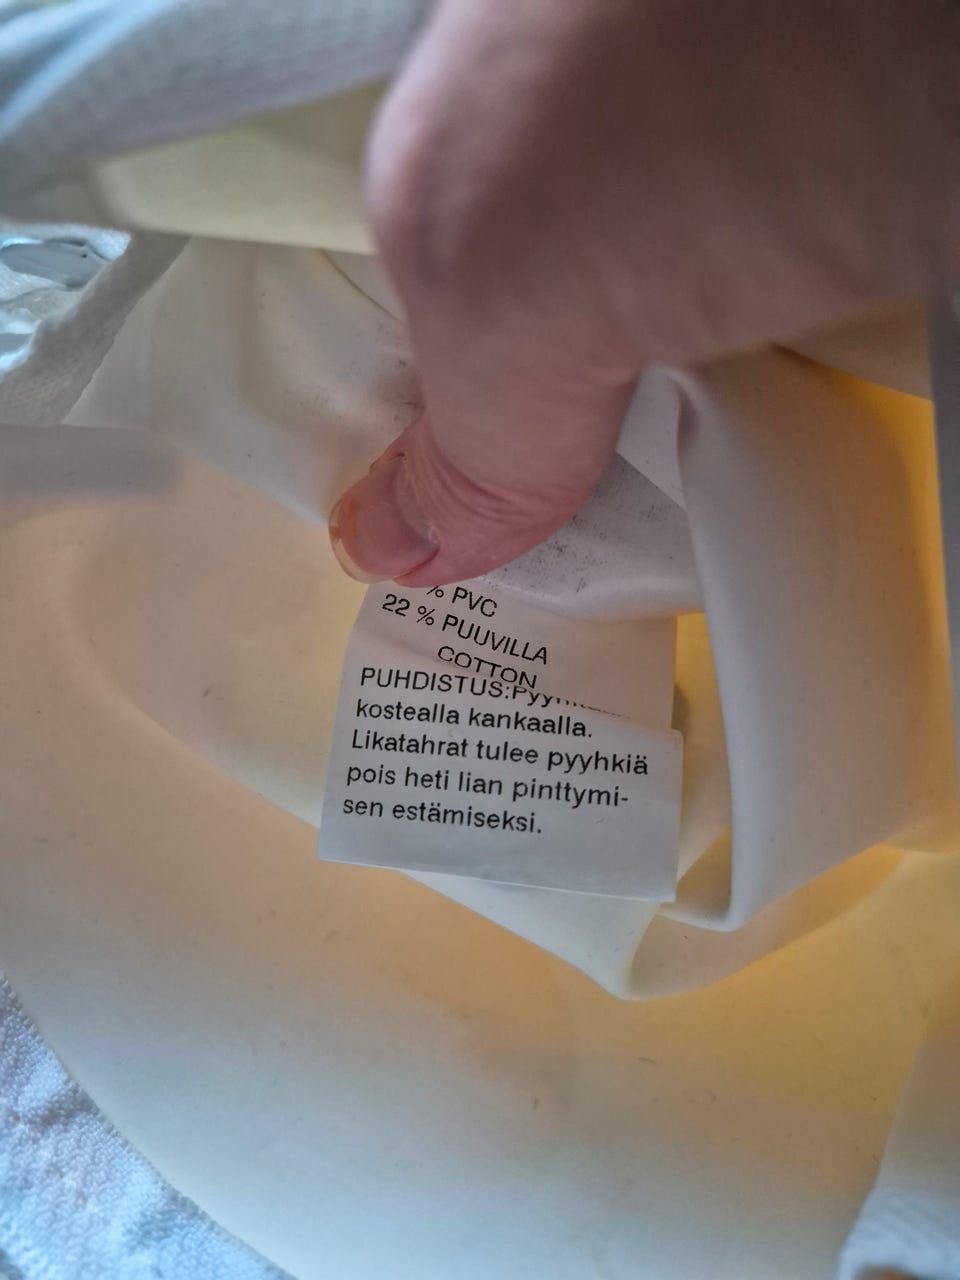 % PVC
22 % PUUVILLA
COTTON
PUHDISTUS:
kostealla kankaalla.
Likatahrat tulee pyyhkiä
pois heti lian pinttymi-
sen estämiseksi.